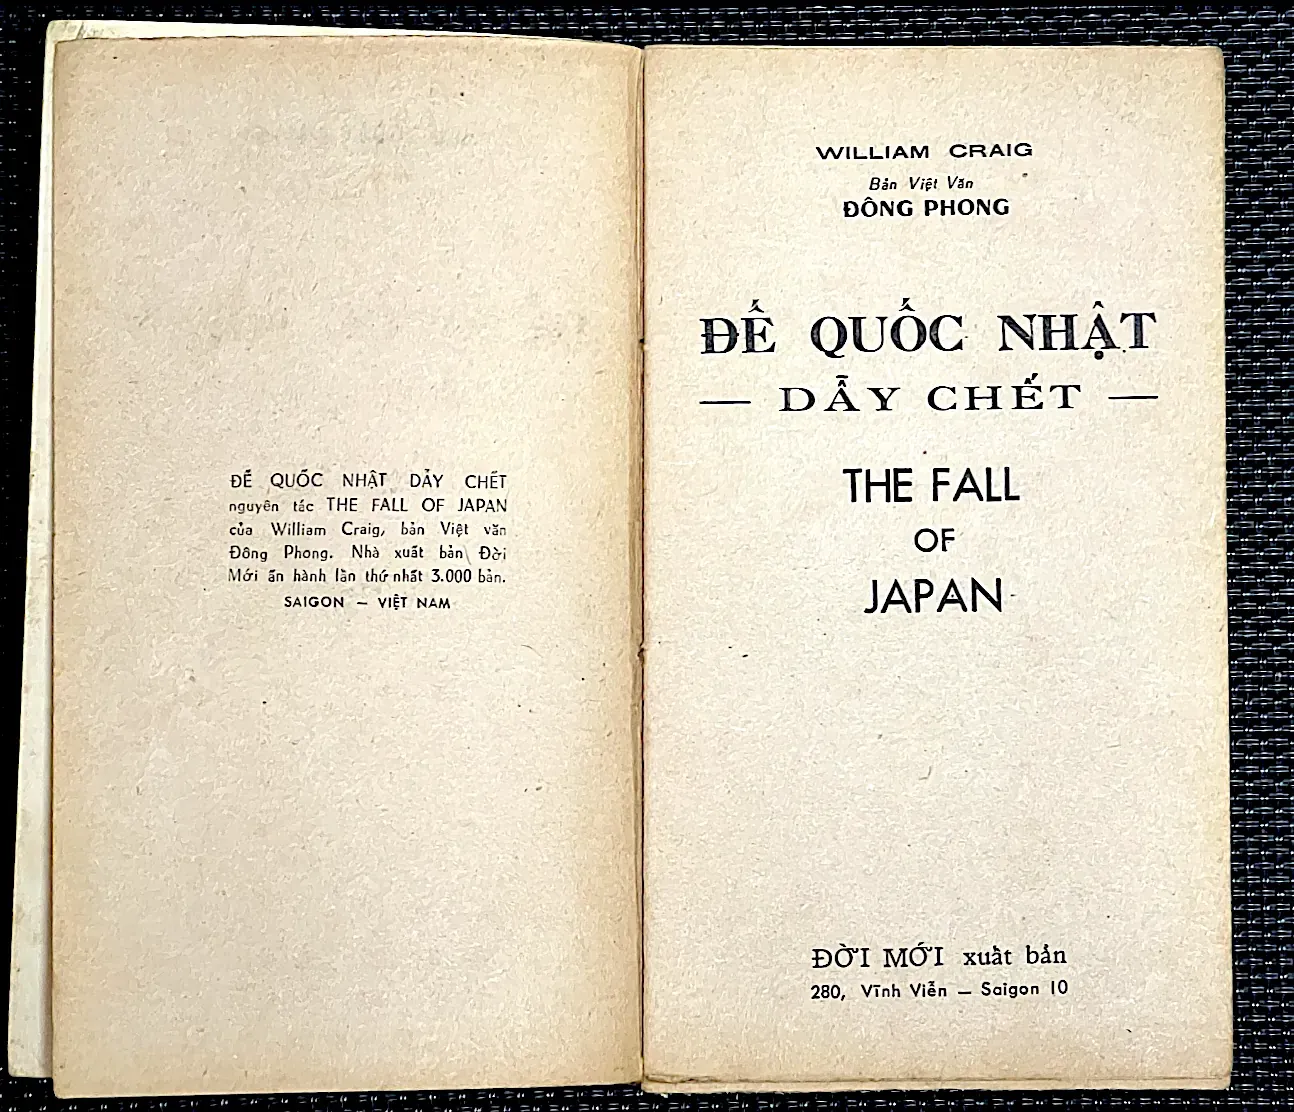 ĐẾ QUỐC NHẬT DẢY CHẾT
nguyên tác THE FALL OF JAPAN
của William Craig, bản Việt văn
Đông Phong. Nhà xuất bản Đời
Mới ấn hành lần thứ nhất 3.000 bản.
SAIGON — VIỆT NAM
WILLIAM CRAIG
Bản Việt Văn
ĐÔNG PHONG
ĐẾ QUỐC NHẬT
— DẪY CHẾT —
THE FALL
OF
JAPAN
ĐỜI MỚI xuất bản
280, Vĩnh Viễn — Saigon 10